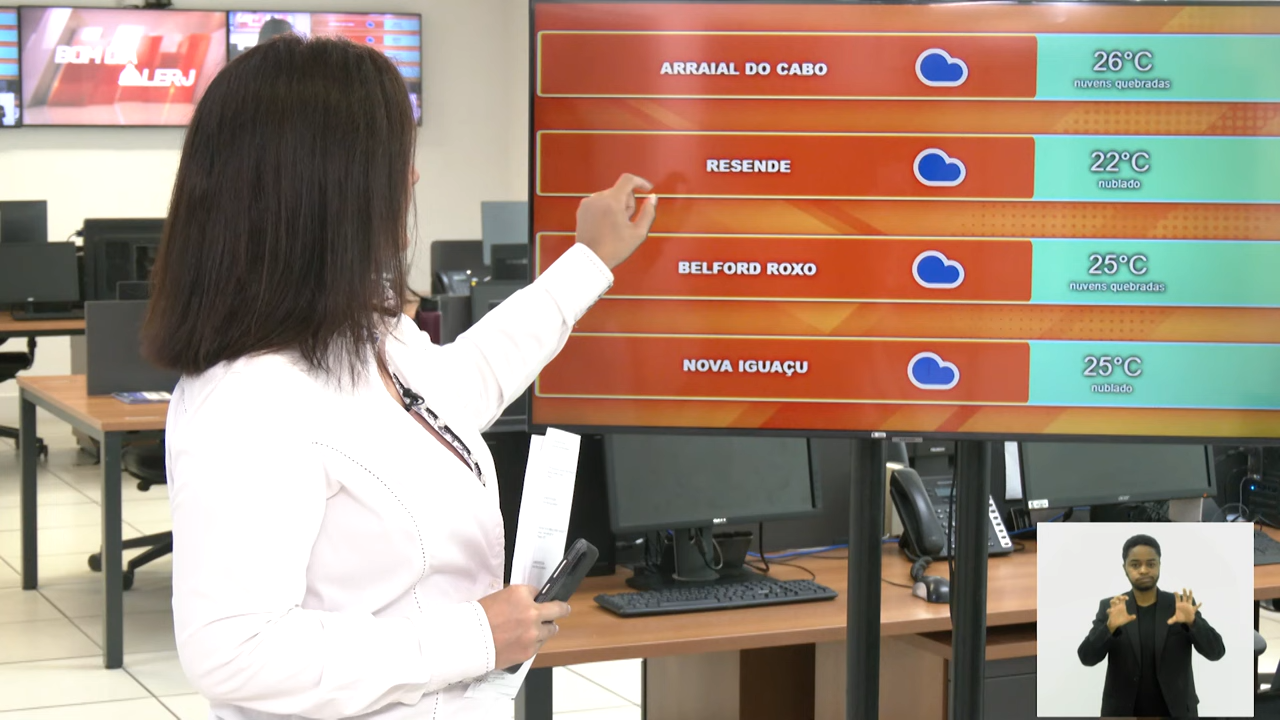 BOM DIA
ALERJ
ARRAIAL DO CABO
26°C
nuvens quebradas
RESENDE
22°C
nublado
BELFORD ROXO
25°C
nuvens quebradas
NOVA IGUAÇU
25°C
nublado